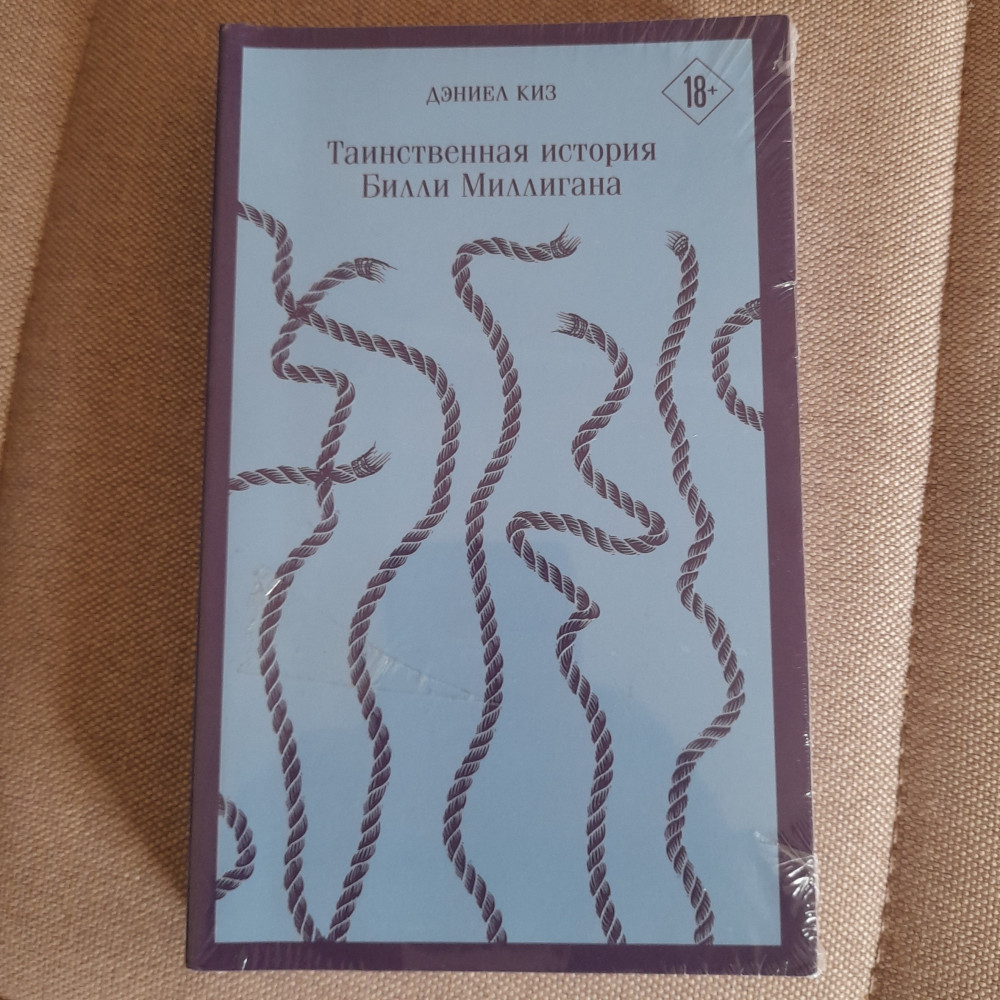 ДЭНИЕЛ КИЗ
18+
Таинственная история
Билли Миллигана